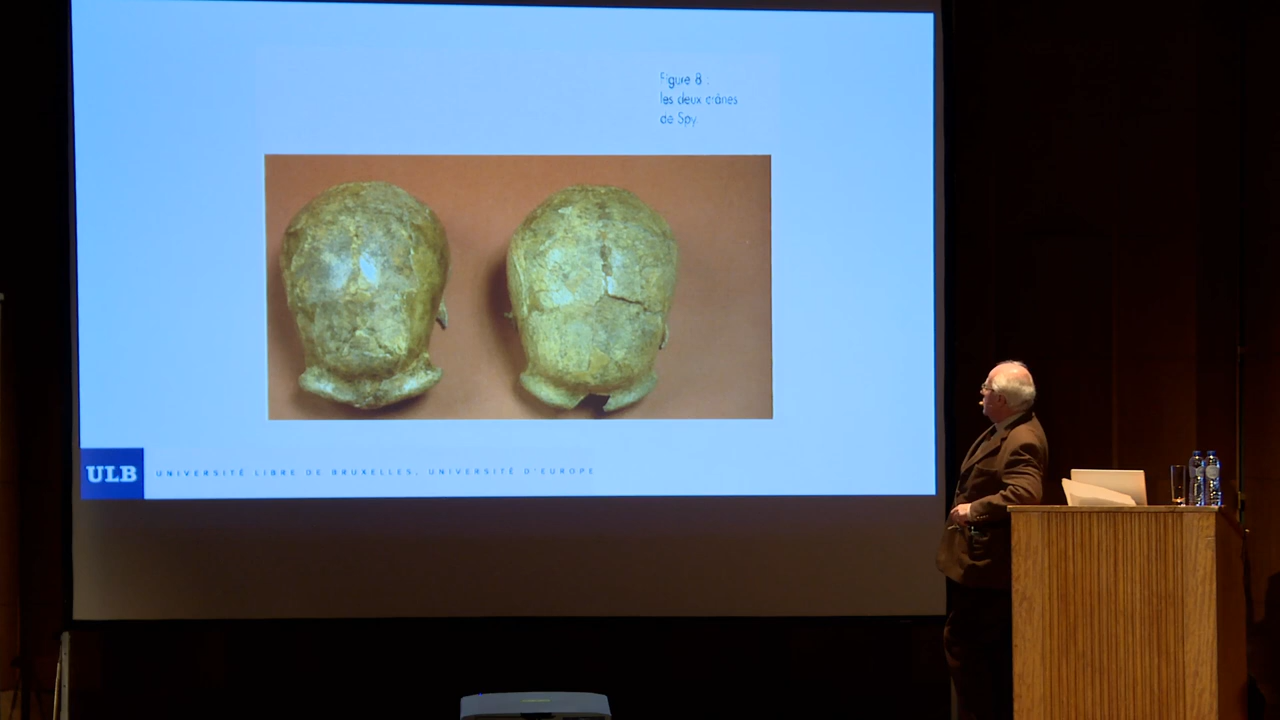 Figure 8 :
les deux crânes
de Spy.
ULB
UNIVERSITÉ LIBRE DE BRUXELLES, UNIVERSITÉ D'EUROPE